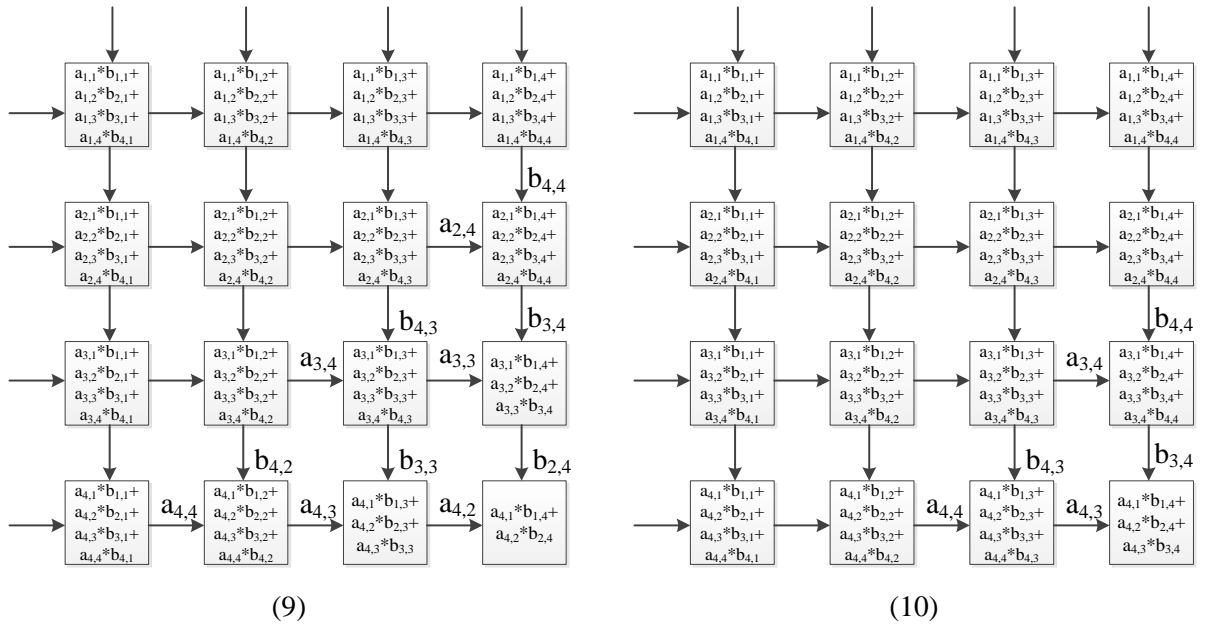 a1,1*b1,1+
a1,2*b2,1+
a1,3*b3,1+
a1,4*b4,1
a1,1*b1,2+
a1,2*b2,2+
a1,3*b3,2+
a1,4*b4,2
a1,1*b1,3+
a1,2*b2,3+
a1,3*b3,3+
a1,4*b4,3
a1,1*b1,4+
a1,2*b2,4+
a1,3*b3,4+
a1,4*b4,4
b4,4
a2,1*b1,1+
a2,2*b2,1+
a2,3*b3,1+
a2,4*b4,1
a2,1*b1,2+
a2,2*b2,2+
a2,3*b3,2+
a2,4*b4,2
a2,1*b1,3+
a2,2*b2,3+
a2,3*b3,3+
a2,4*b4,3
a2,4
a2,1*b1,4+
a2,2*b2,4+
a2,3*b3,4+
a2,4*b4,4
b4,3
b3,4
a3,1*b1,1+
a3,2*b2,1+
a3,3*b3,1+
a3,4*b4,1
a3,1*b1,2+
a3,2*b2,2+
a3,3*b3,2+
a3,4*b4,2
a3,4
a3,1*b1,3+
a3,2*b2,3+
a3,3*b3,3+
a3,4*b4,3
a3,3
a3,1*b1,4+
a3,2*b2,4+
a3,3*b3,4
b4,2
b3,3
b2,4
a4,1*b1,1+
a4,2*b2,1+
a4,3*b3,1+
a4,4*b4,1
a4,4
a4,1*b1,2+
a4,2*b2,2+
a4,3*b3,2+
a4,4*b4,2
a4,3
a4,1*b1,3+
a4,2*b2,3+
a4,3*b3,3
a4,2
a4,1*b1,4+
a4,2*b2,4
(9)
a1,1*b1,1+
a1,2*b2,1+
a1,3*b3,1+
a1,4*b4,1
a1,1*b1,2+
a1,2*b2,2+
a1,3*b3,2+
a1,4*b4,2
a1,1*b1,3+
a1,2*b2,3+
a1,3*b3,3+
a1,4*b4,3
a1,1*b1,4+
a1,2*b2,4+
a1,3*b3,4+
a1,4*b4,4
a2,1*b1,1+
a2,2*b2,1+
a2,3*b3,1+
a2,4*b4,1
a2,1*b1,2+
a2,2*b2,2+
a2,3*b3,2+
a2,4*b4,2
a2,1*b1,3+
a2,2*b2,3+
a2,3*b3,3+
a2,4*b4,3
a2,1*b1,4+
a2,2*b2,4+
a2,3*b3,4+
a2,4*b4,4
b4,4
a3,1*b1,1+
a3,2*b2,1+
a3,3*b3,1+
a3,4*b4,1
a3,1*b1,2+
a3,2*b2,2+
a3,3*b3,2+
a3,4*b4,2
a3,1*b1,3+
a3,2*b2,3+
a3,3*b3,3+
a3,4*b4,3
a3,4
a3,1*b1,4+
a3,2*b2,4+
a3,3*b3,4+
a3,4*b4,4
b4,3
b3,4
a4,1*b1,1+
a4,2*b2,1+
a4,3*b3,1+
a4,4*b4,1
a4,1*b1,2+
a4,2*b2,2+
a4,3*b3,2+
a4,4*b4,2
a4,4
a4,1*b1,3+
a4,2*b2,3+
a4,3*b3,3+
a4,4*b4,3
a4,3
a4,1*b1,4+
a4,2*b2,4+
a4,3*b3,4
(10)